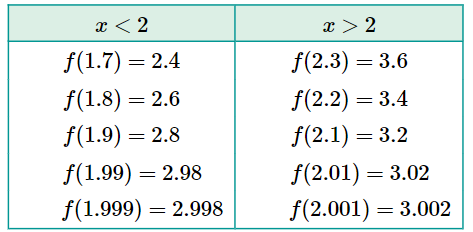 x < 2 x > 2
f(1.7) = 2.4 f(2.3) = 3.6
f(1.8) = 2.6 f(2.2) = 3.4
f(1.9) = 2.8 f(2.1) = 3.2
f(1.99) = 2.98 f(2.01) = 3.02
f(1.999) = 2.998 f(2.001) = 3.002